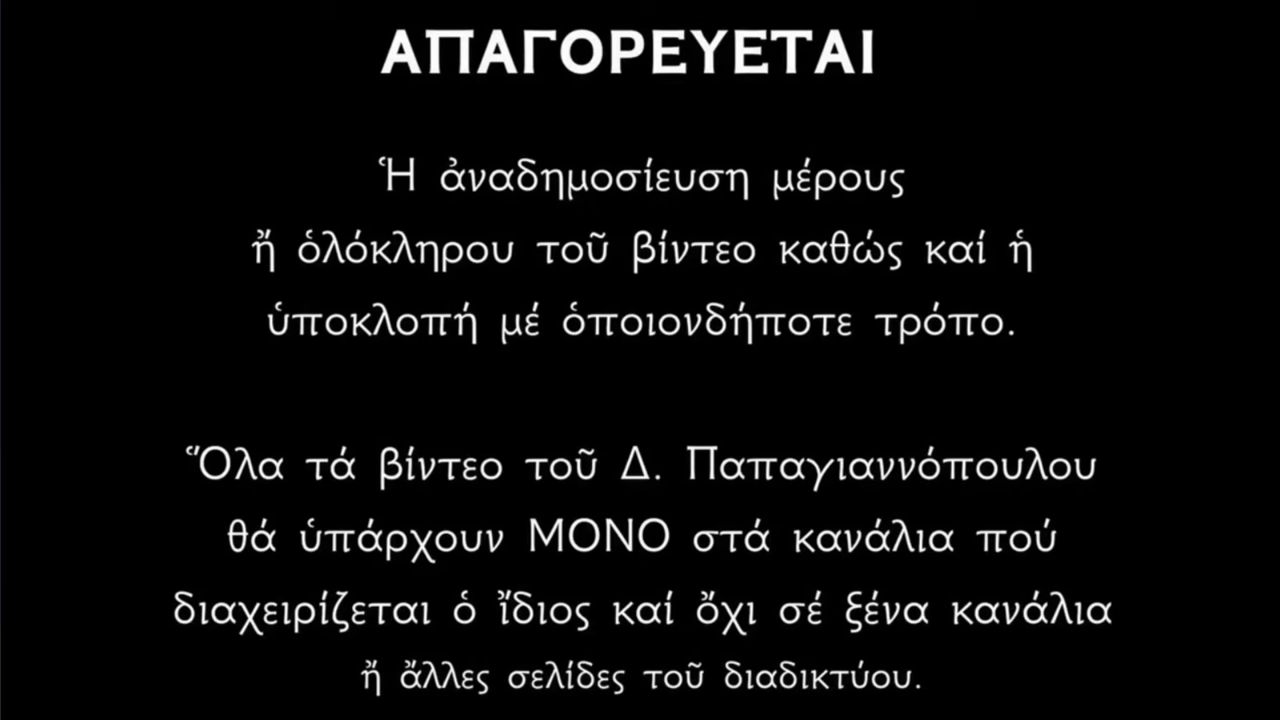 ΑΠΑΓΟΡΕΥΕΤΑΙ
Ἡ ἀναδημοσίευση μέρους
ἤ ὁλόκληρου τοῦ βίντεο καθώς καί ἡ
ὑποκλοπή μέ ὁποιονδήποτε τρόπο.
Ὅλα τά βίντεο τοῦ Δ. Παπαγιαννόπουλου
θά ὑπάρχουν ΜΟΝΟ στά κανάλια πού
διαχειρίζεται ὁ ἴδιος καί ὄχι σέ ξένα κανάλια
ἤ ἄλλες σελίδες τοῦ διαδικτύου.